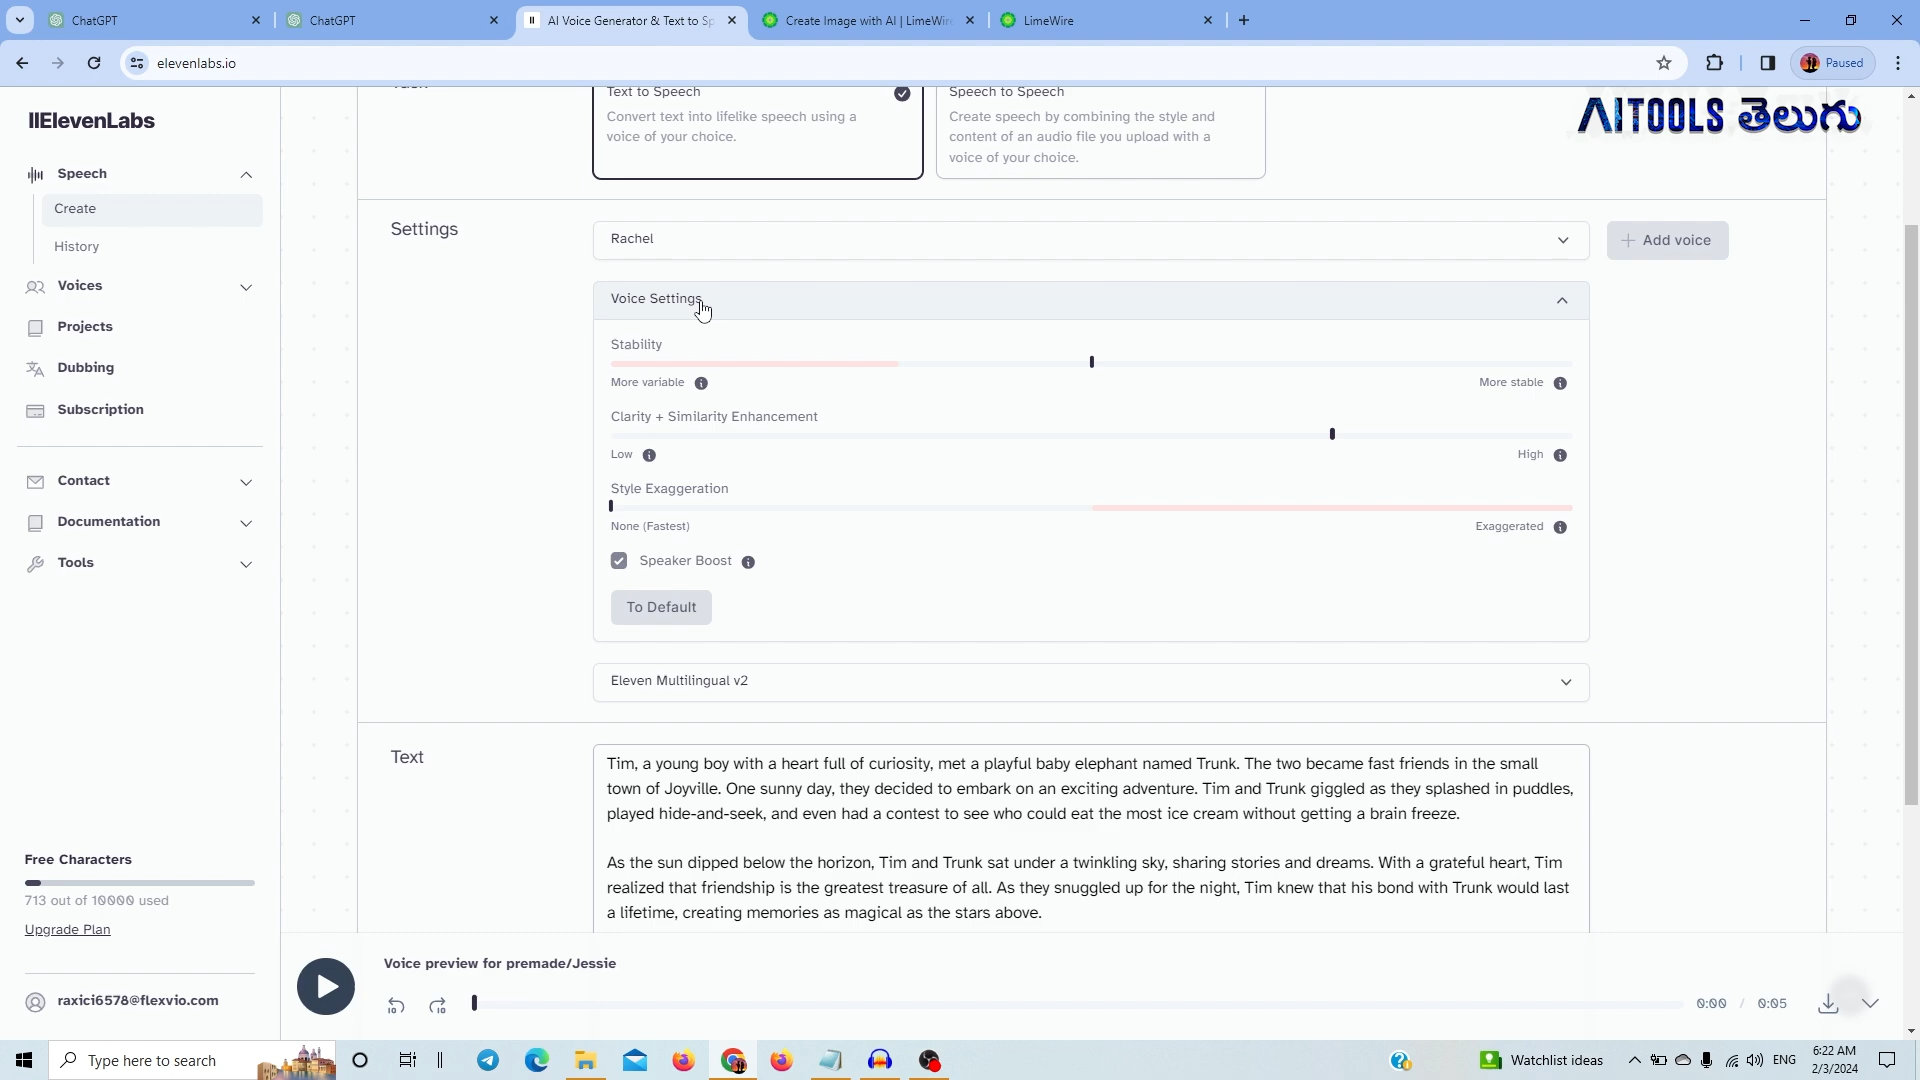 ChatGPT
ChatGPT
AI Voice Generator & Text to Sp
Create Image with AI | LimeWire
LimeWire
elevenlabs.io
Paused
IIElevenLabs
AITOOLS తెలుగు
Text to Speech
Convert text into lifelike speech using a
voice of your choice.
Speech to Speech
Create speech by combining the style and
content of an audio file you upload with a
voice of your choice.
Speech
Create
History
Voices
Projects
Dubbing
Subscription
Contact
Documentation
Tools
Settings
Rachel
Add voice
Voice Settings
Stability
More variable
More stable
Clarity + Similarity Enhancement
Low
High
Style Exaggeration
None (Fastest)
Exaggerated
Speaker Boost
To Default
Eleven Multilingual v2
Text
Tim, a young boy with a heart full of curiosity, met a playful baby elephant named Trunk. The two became fast friends in the small
town of Joyville. One sunny day, they decided to embark on an exciting adventure. Tim and Trunk giggled as they splashed in puddles,
played hide-and-seek, and even had a contest to see who could eat the most ice cream without getting a brain freeze.
As the sun dipped below the horizon, Tim and Trunk sat under a twinkling sky, sharing stories and dreams. With a grateful heart, Tim
realized that friendship is the greatest treasure of all. As they snuggled up for the night, Tim knew that his bond with Trunk would last
a lifetime, creating memories as magical as the stars above.
Free Characters
713 out of 10000 used
Upgrade Plan
raxici6578@flexvio.com
Voice preview for premade/Jessie
10
10
0:00 / 0:05
Type here to search
Watchlist ideas
ENG
6:22 AM
2/3/2024